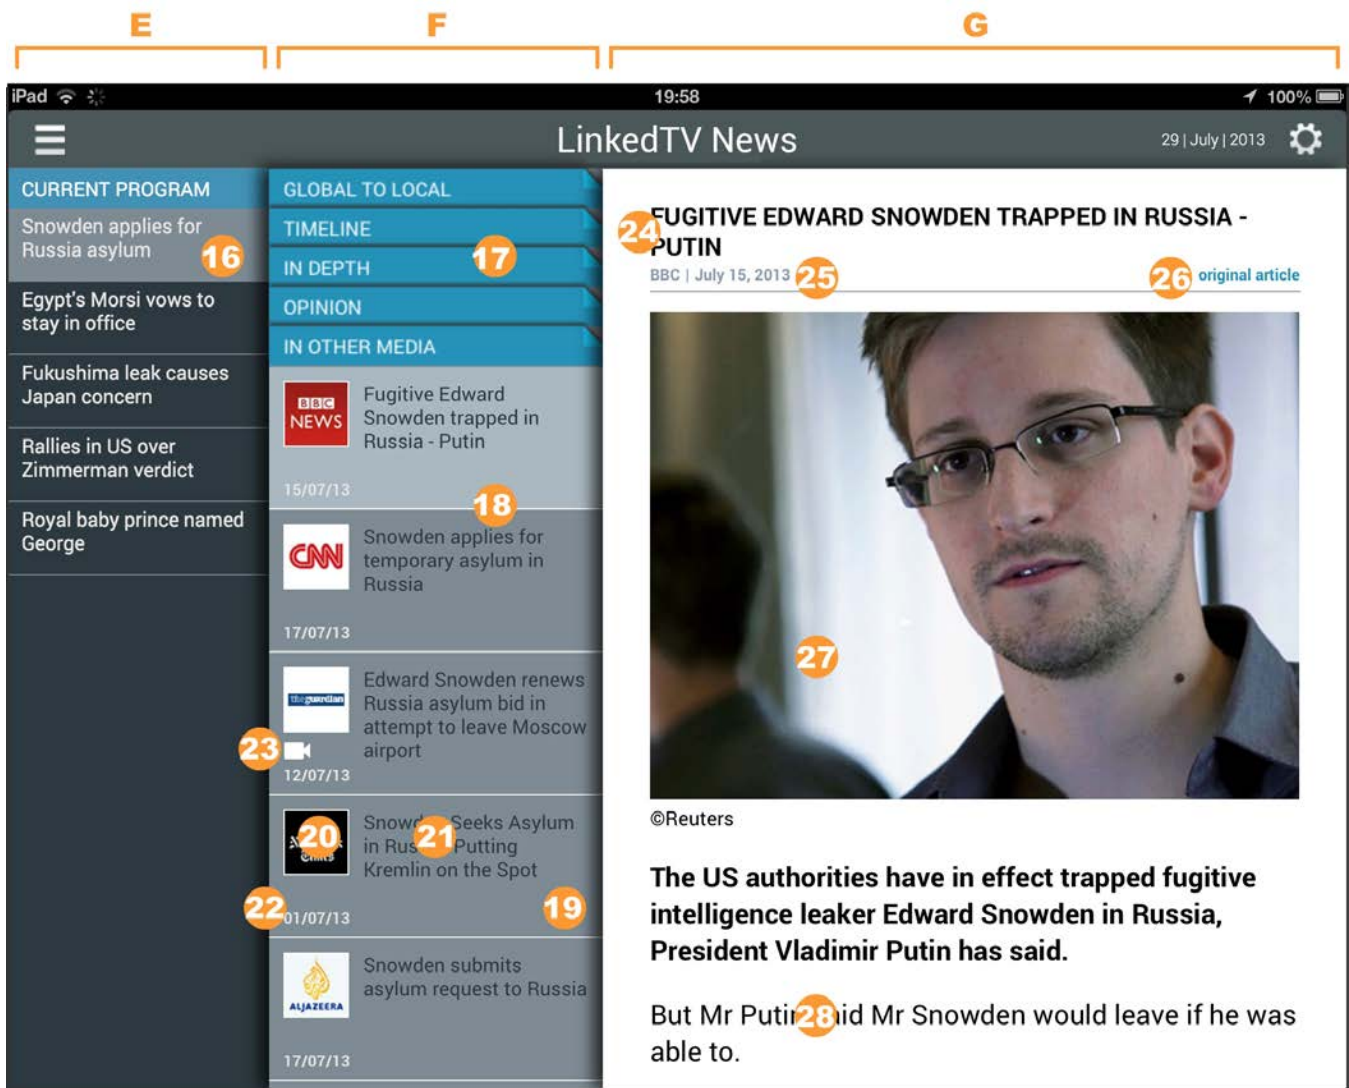 E
F
G
iPad
19:58
100%
LinkedTV News
29 | July | 2013
CURRENT PROGRAM
Snowden applies for
Russia asylum
16
Egypt's Morsi vows to
stay in office
Fukushima leak causes
Japan concern
Rallies in US over
Zimmerman verdict
Royal baby prince named
George
GLOBAL TO LOCAL
TIMELINE
17
IN DEPTH
OPINION
IN OTHER MEDIA
BBC
NEWS
Fugitive Edward
Snowden trapped in
Russia - Putin
15/07/13
18
CNN
Snowden applies for
temporary asylum in
Russia
17/07/13
theguardian
Edward Snowden renews
Russia asylum bid in
attempt to leave Moscow
airport
23
12/07/13
20
Times
21
Seeks Asylum
in Putting
Kremlin on the Spot
22
01/07/13
19
ALJAZEERA
Snowden submits
asylum request to Russia
17/07/13
24
FUGITIVE EDWARD SNOWDEN TRAPPED IN RUSSIA -
PUTIN
BBC | July 15, 2013
25
26
original article
27
©Reuters
The US authorities have in effect trapped fugitive
intelligence leaker Edward Snowden in Russia,
President Vladimir Putin has said.
But Mr Putin 28 Mr Snowden would leave if he was
able to.